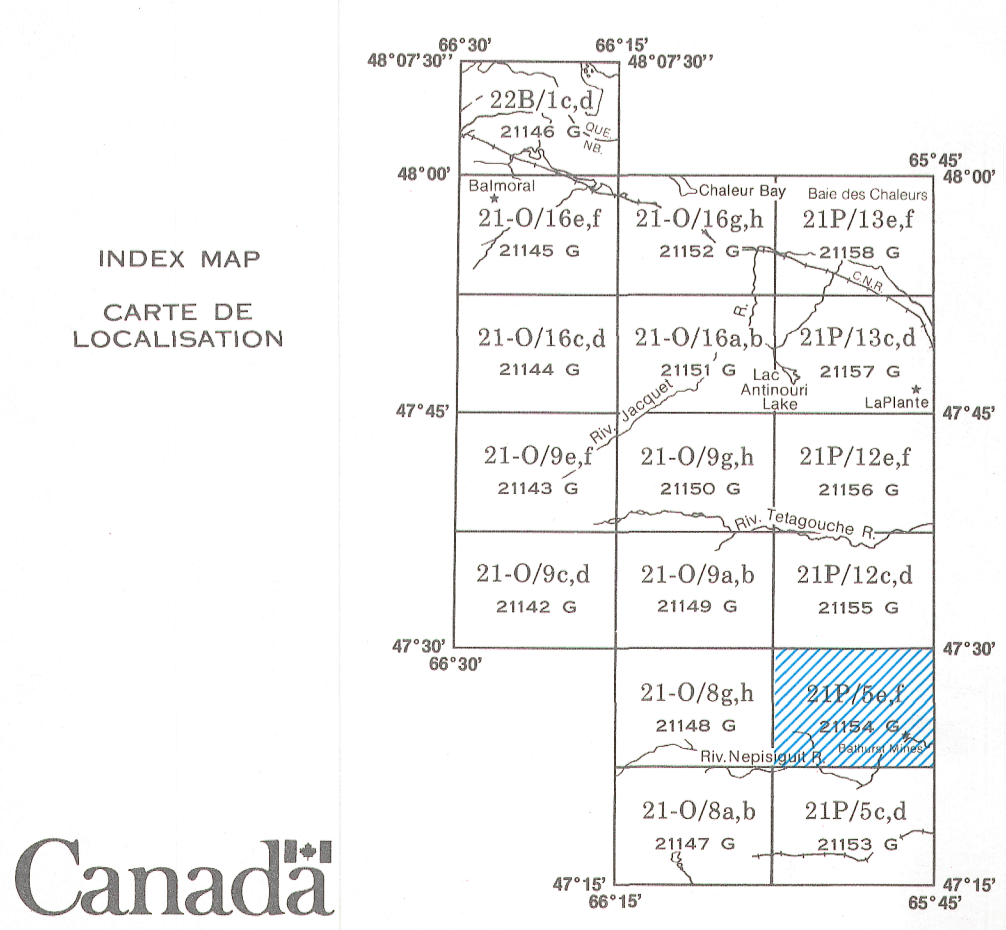 INDEX MAP
CARTE DE
LOCALISATION
Canada
66°30' 66°15'
48°07'30'' 48°07'30''
22B/1c,d
21146 G
QUE.
NB.
65°45'
48°00' 48°00'
Balmoral
Chaleur Bay
Baie des Chaleurs
21-O/16e,f
21145 G
21-O/16g,h
21152 G
21P/13e,f
21158 G
C.N.R.
R.
21-O/16c,d
21144 G
21-O/16a,b
21151 G
21P/13c,d
21157 G
Lac
Antinouri
Lake
LaPlante
Riv. Jacquet
47°45' 47°45'
21-O/9e,f
21143 G
21-O/9g,h
21150 G
21P/12e,f
21156 G
Riv. Tetagouche R.
21-O/9c,d
21142 G
21-O/9a,b
21149 G
21P/12c,d
21155 G
47°30' 47°30'
66°30'
21-O/8g,h
21148 G
21P/5e,f
21154 G
Bathurst Mines
Riv. Nepisiguit R.
21-O/8a,b
21147 G
21P/5c,d
21153 G
47°15' 47°15'
66°15' 65°45'